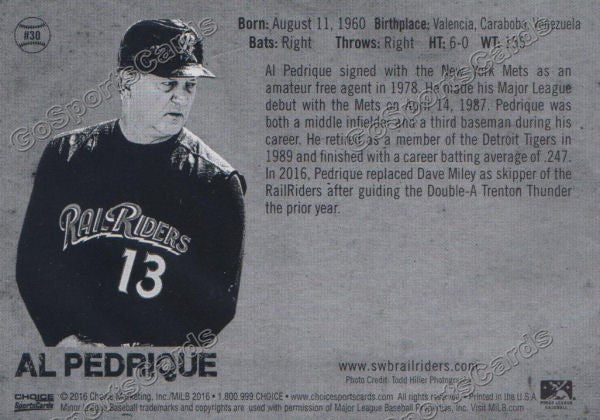 #30
Born: August 11, 1960 Birthplace: Valencia, Carabobo, Venezuela
Bats: Right Throws: Right HT: 6-0 WT: 155
Al Pedrique signed with the New York Mets as an
amateur free agent in 1978. He made his Major League
debut with the Mets on April 14, 1987. Pedrique was
both a middle infielder and a third baseman during his
career. He retired as a member of the Detroit Tigers in
1989 and finished with a career batting average of .247.
In 2016, Pedrique replaced Dave Miley as skipper of the
RailRiders after guiding the Double-A Trenton Thunder
the prior year.
RAILRIDERS
13
AL PEDRIQUE
www.swbrailriders.com
Photo Credit: Todd Hiller Photography
CHOICE
SportsCards
© 2016 Choice Marketing, Inc./MiLB 2016 • 1.800.999.CHOICE • www.choicesportscards.com • Printed in the U.S.A.
Minor League Baseball trademarks and copyrights are used with permission of Major League Baseball Properties, Inc. Visit MiLB.com
MINOR LEAGUE
BASEBALL
GoSportsCards
GoSportsCards
GoSportsCards
GoSportsCards